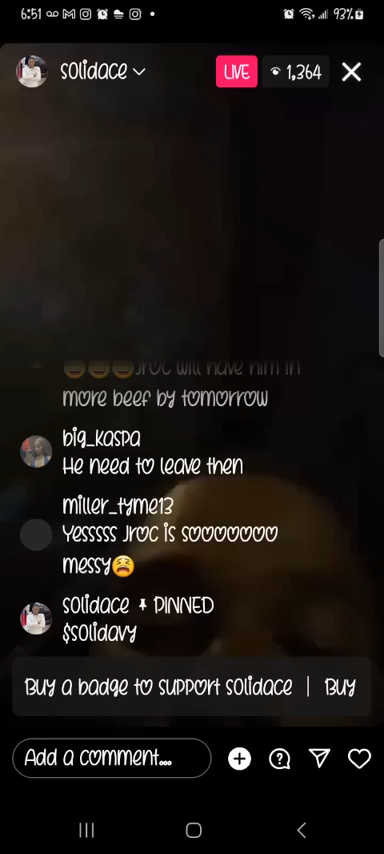 6:51
93%
solidace
LIVE
1,364
Jroc will have him in
more beef by tomorrow
big_kaspa
He need to leave then
miller_tyme13
Yesssss Jroc is sooooooo
messy😫
solidace PINNED
$solidavy
Buy a badge to support solidace | Buy
Add a comment...